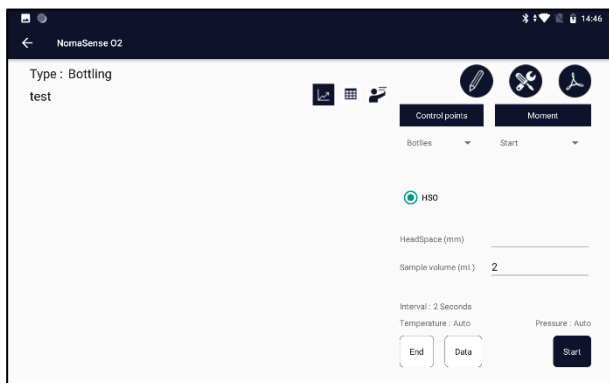 14:46
NomaSense O2
Type : Bottling
test
Control points
Moment
Botlles
Start
HSO
HeadSpace (mm)
Sample volume (ml.)
2
Interval : 2 Seconds
Temperature : Auto
Pressure : Auto
End
Data
Start